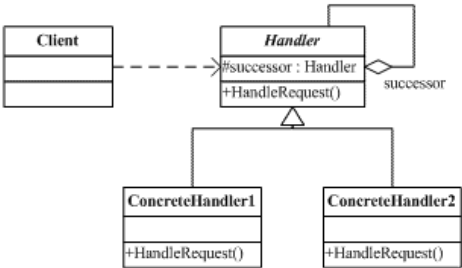 Client
Handler
#successor : Handler
+HandleRequest()
successor
ConcreteHandler1
+HandleRequest()
ConcreteHandler2
+HandleRequest()